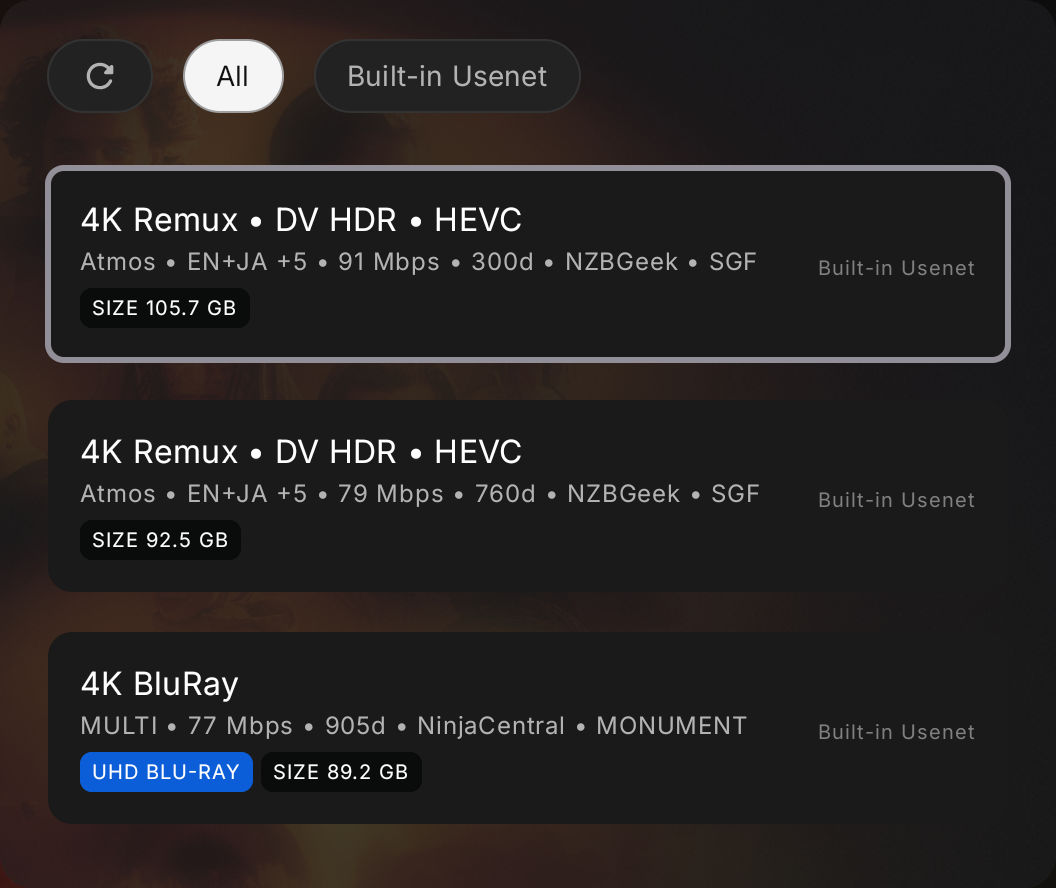 All
Built-in Usenet
4K Remux • DV HDR • HEVC
Atmos • EN+JA +5 • 91 Mbps • 300d • NZBGeek • SGF
Built-in Usenet
SIZE 105.7 GB
4K Remux • DV HDR • HEVC
Atmos • EN+JA +5 • 79 Mbps • 760d • NZBGeek • SGF
Built-in Usenet
SIZE 92.5 GB
4K BluRay
MULTI • 77 Mbps • 905d • NinjaCentral • MONUMENT
Built-in Usenet
UHD BLU-RAY SIZE 89.2 GB